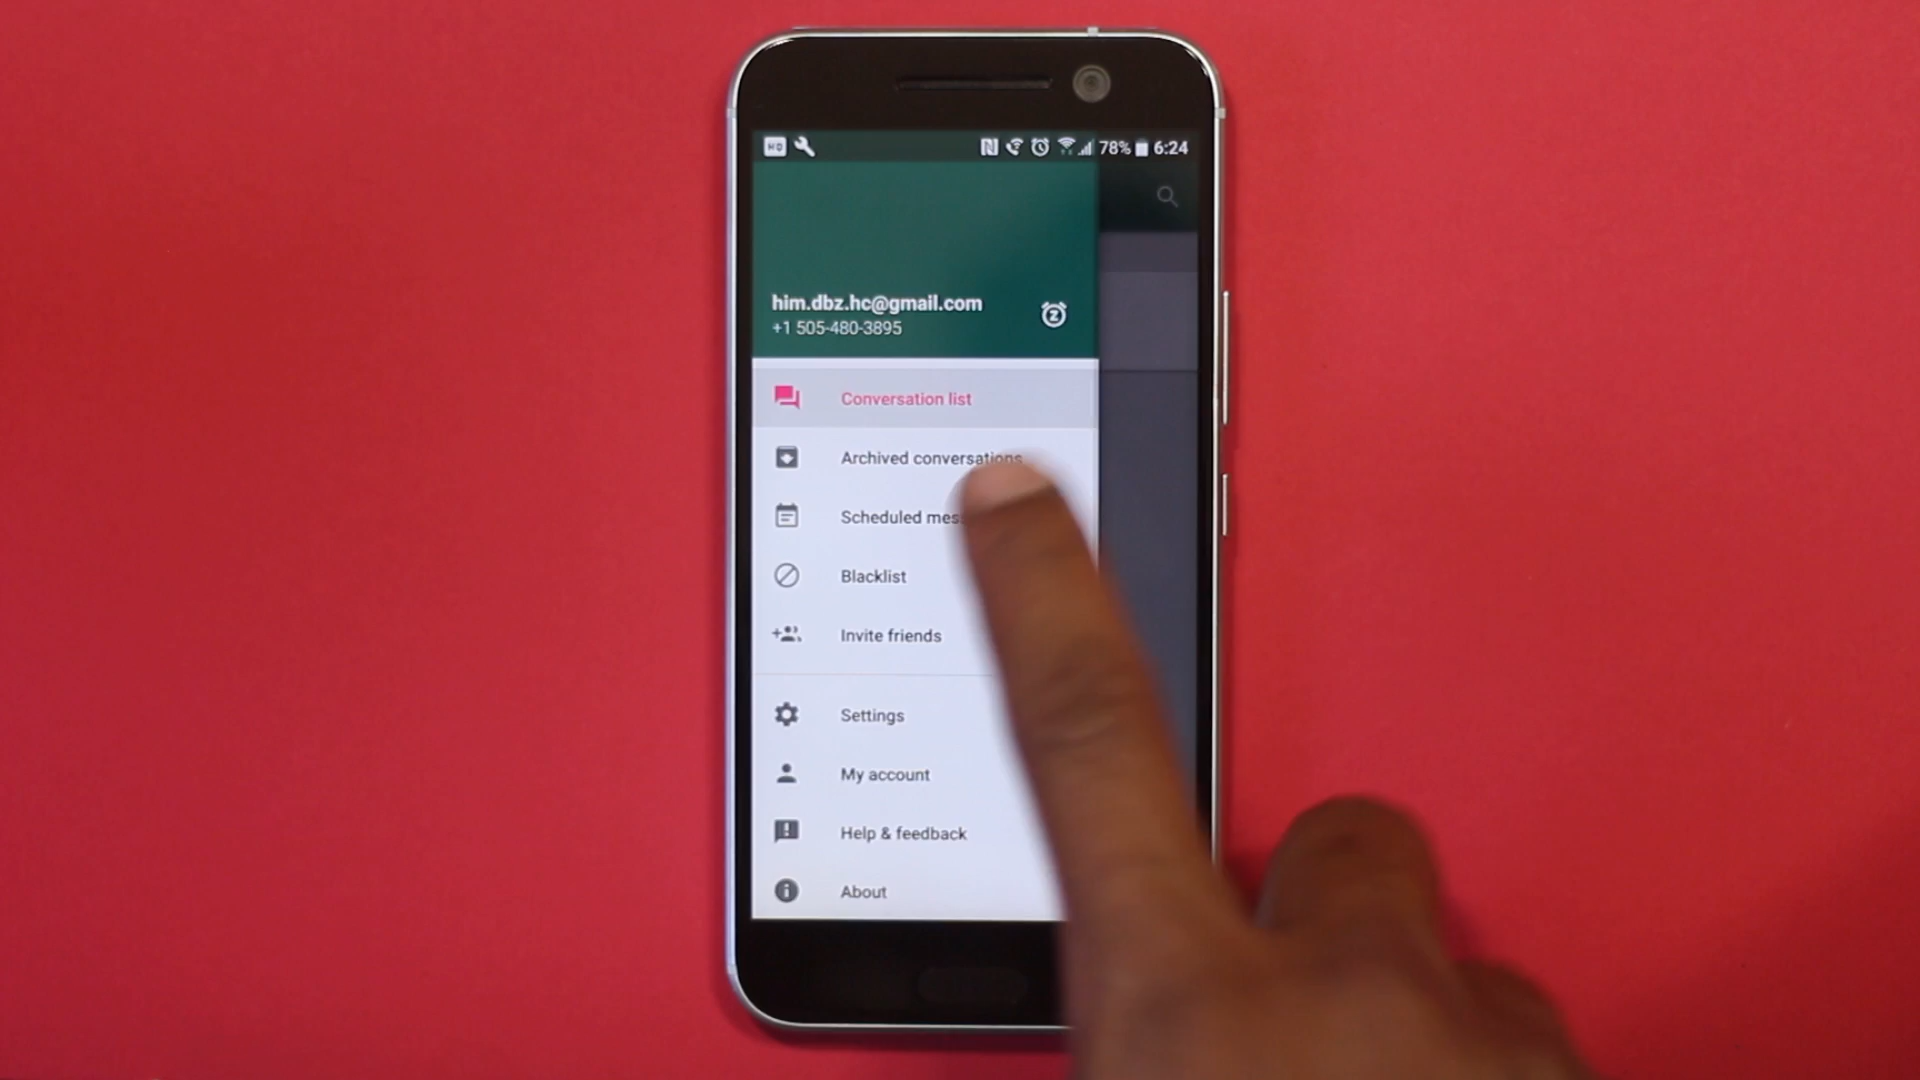 78% 6:24
him.dbz.hc@gmail.com
+1 505-480-3895
Conversation list
Archived conversations
Scheduled
Blacklist
Invite friends
Settings
My account
Help & feedback
About